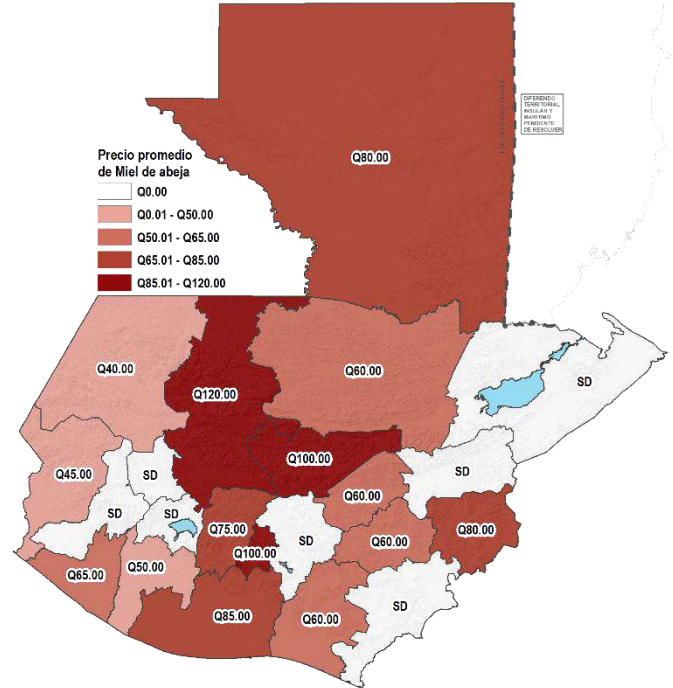 DIFERENDO
TERRITORIAL
INSULAR Y
MARITIMO
PENDIENTE
DE RESOLVER
Q80.00
Precio promedio
de Miel de abeja
Q0.00
Q0.01 - Q50.00
Q50.01 - Q65.00
Q65.01 - Q85.00
Q85.01 - Q120.00
Q40.00
Q60.00
SD
Q120.00
Q100.00
SD
SD
Q45.00
Q60.00
SD
SD
Q75.00
SD
Q80.00
Q60.00
Q100.00
Q65.00
Q50.00
SD
Q85.00
Q60.00